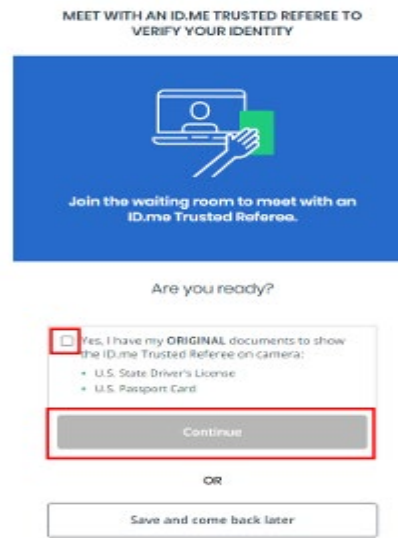 MEET WITH AN ID.ME TRUSTED REFEREE TO
VERIFY YOUR IDENTITY
Join the waiting room to meet with an
ID.me Trusted Referee.
Are you ready?
Yes, I have my ORIGINAL documents to show
the ID.me Trusted Referee on camera:
• U.S. State Driver's License
• U.S. Passport Card
Continue
OR
Save and come back later